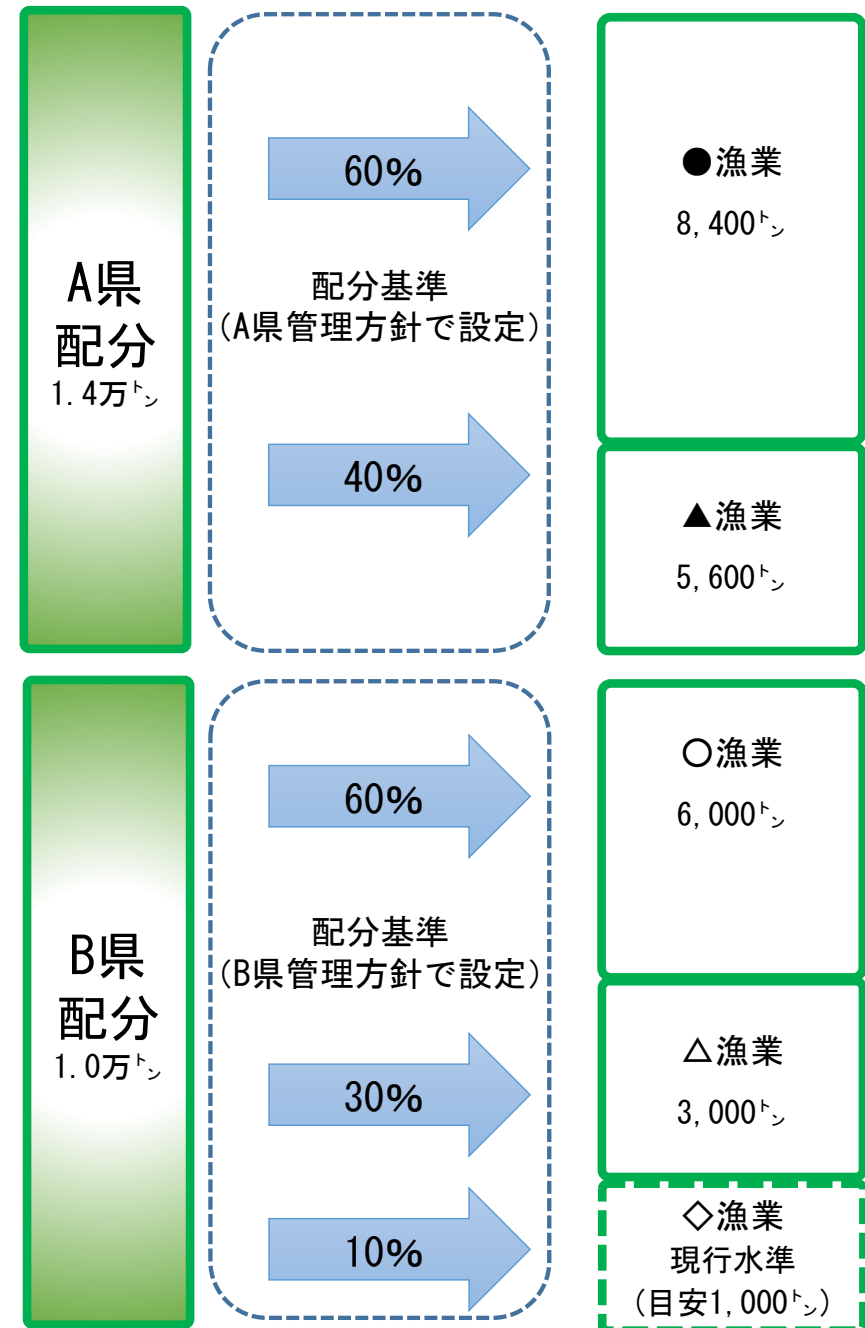 A県
配分
1.4万㌧
60%
配分基準
(A県管理方針で設定)
40%
●漁業
8,400㌧
▲漁業
5,600㌧
B県
配分
1.0万㌧
60%
配分基準
(B県管理方針で設定)
30%
10%
○漁業
6,000㌧
△漁業
3,000㌧
◇漁業
現行水準
(目安1,000㌧)